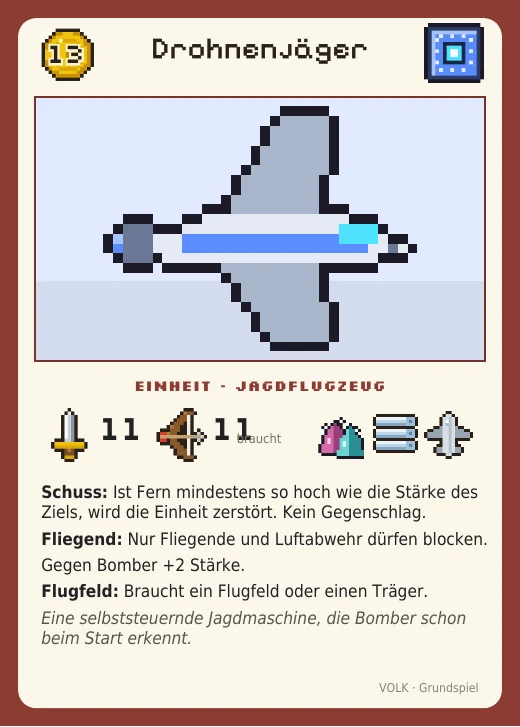 13
Drohnenjäger
EINHEIT - JAGDFLUGZEUG
11 11 braucht
Schuss: Ist Fern mindestens so hoch wie die Stärke des
Ziels, wird die Einheit zerstört. Kein Gegenschlag.
Fliegend: Nur Fliegende und Luftabwehr dürfen blocken.
Gegen Bomber +2 Stärke.
Flugfeld: Braucht ein Flugfeld oder einen Träger.
Eine selbststeuernde Jagdmaschine, die Bomber schon
beim Start erkennt.
VOLK · Grundspiel